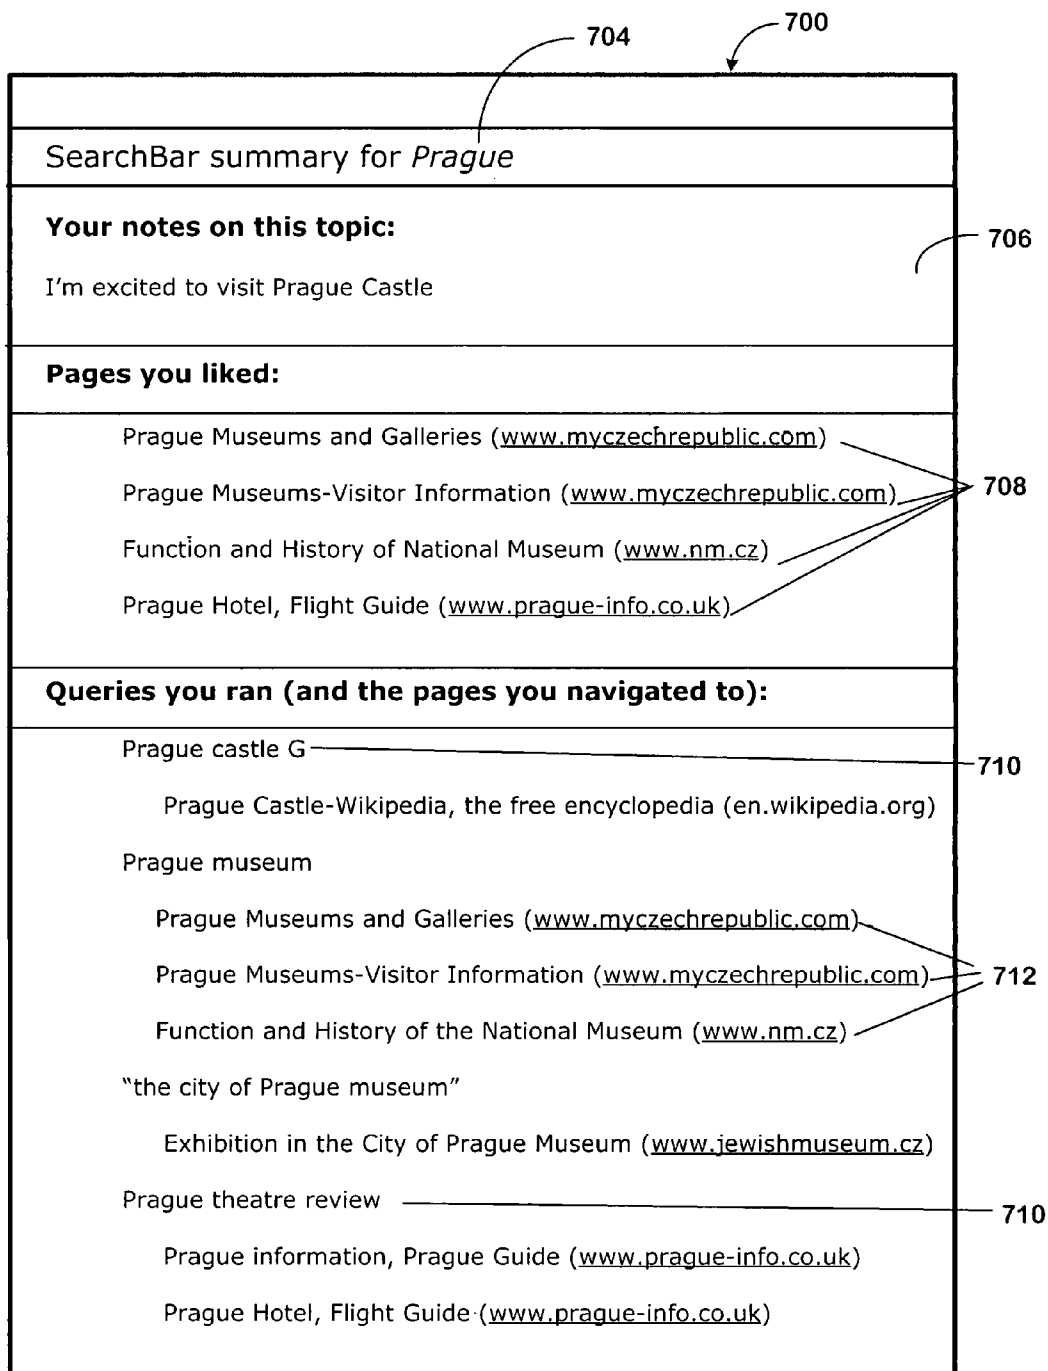 704
700
SearchBar summary for Prague
Your notes on this topic:
706
I'm excited to visit Prague Castle
Pages you liked:
Prague Museums and Galleries (www.myczechrepublic.com)
Prague Museums-Visitor Information (www.myczechrepublic.com)
708
Function and History of National Museum (www.nm.cz)
Prague Hotel, Flight Guide (www.prague-info.co.uk)
Queries you ran (and the pages you navigated to):
Prague castle G
710
Prague Castle-Wikipedia, the free encyclopedia (en.wikipedia.org)
Prague museum
Prague Museums and Galleries (www.myczechrepublic.com)
Prague Museums-Visitor Information (www.myczechrepublic.com)
712
Function and History of the National Museum (www.nm.cz)
"the city of Prague museum"
Exhibition in the City of Prague Museum (www.jewishmuseum.cz)
Prague theatre review
710
Prague information, Prague Guide (www.prague-info.co.uk)
Prague Hotel, Flight Guide (www.prague-info.co.uk)